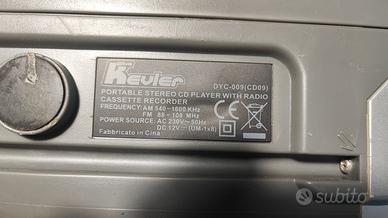 Kevler
DYC-009(CD09)
PORTABLE STEREO CD PLAYER WITH RADIO
CASSETTE RECORDER
FREQUENCY: AM 540-1600 KHz
FM 88-108 MHz
POWER SOURCE: AC 230V~50Hz
DC 12V⎓(UM-1x8)
Fabbricato in Cina
CE
subito